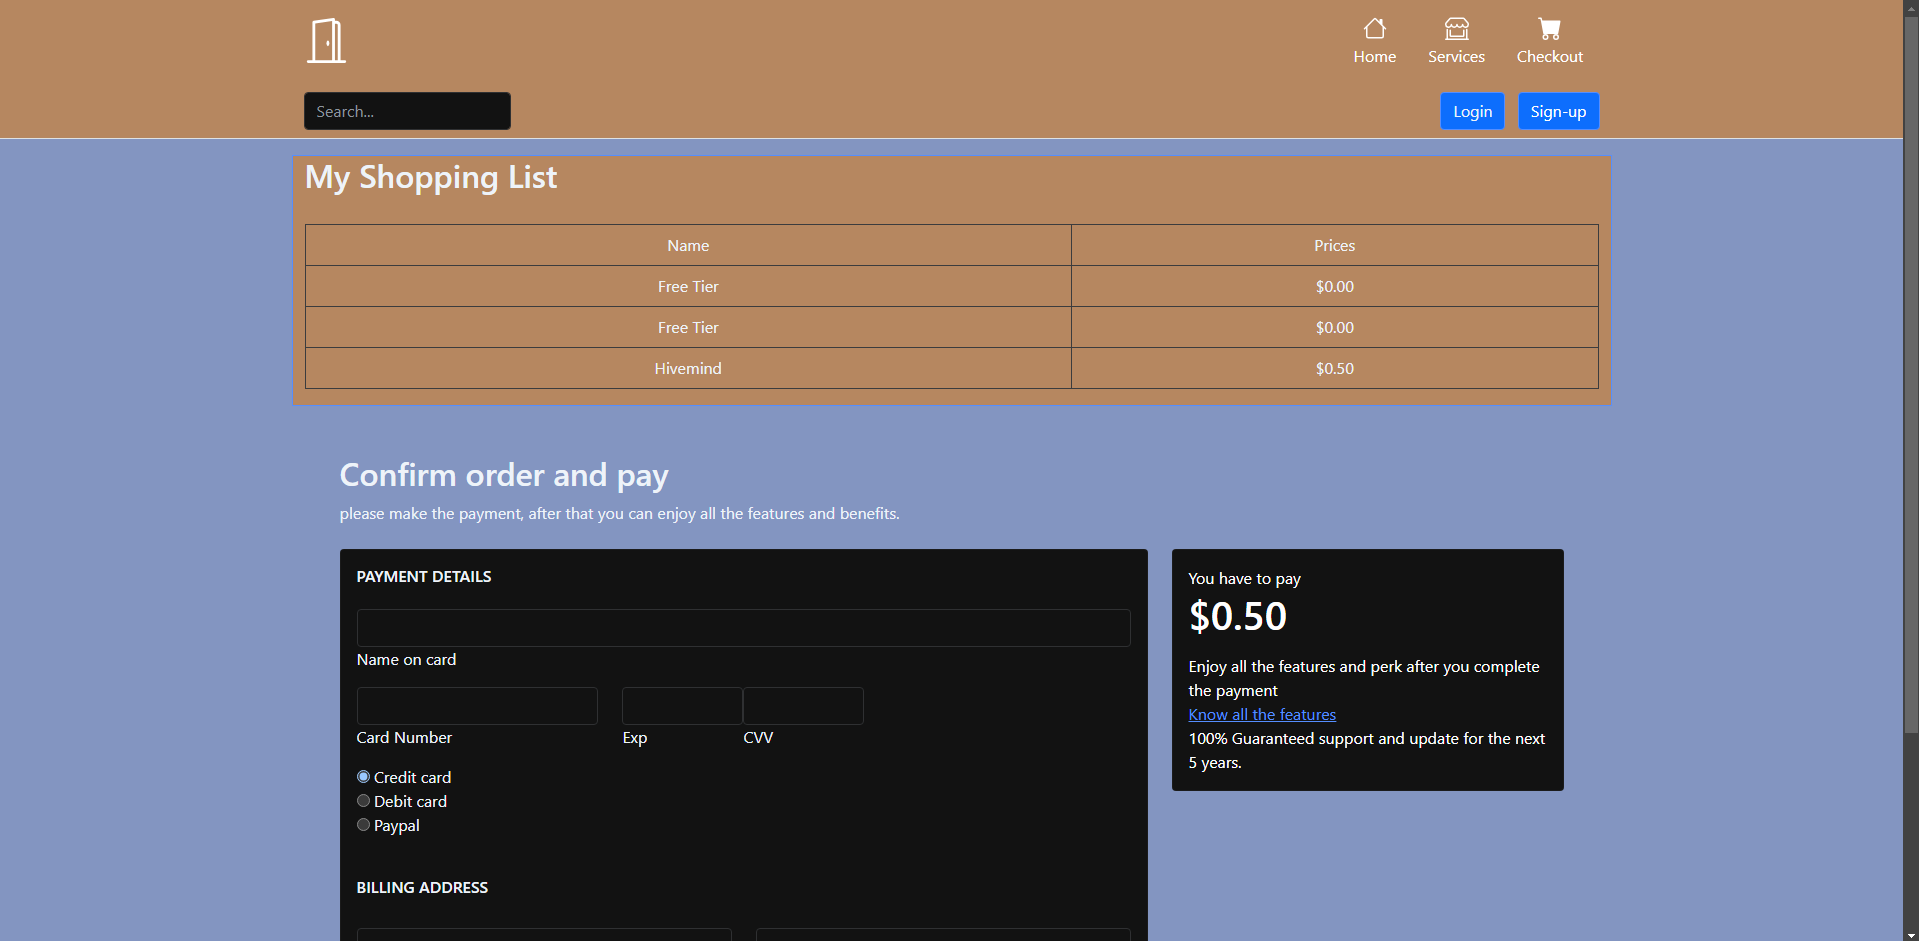 Home Services Checkout
Search...
Login Sign-up
My Shopping List
Name Prices
Free Tier $0.00
Free Tier $0.00
Hivemind $0.50
Confirm order and pay
please make the payment, after that you can enjoy all the features and benefits.
PAYMENT DETAILS
Name on card
Card Number Exp CVV
Credit card
Debit card
Paypal
BILLING ADDRESS
You have to pay
$0.50
Enjoy all the features and perk after you complete
the payment
Know all the features
100% Guaranteed support and update for the next
5 years.